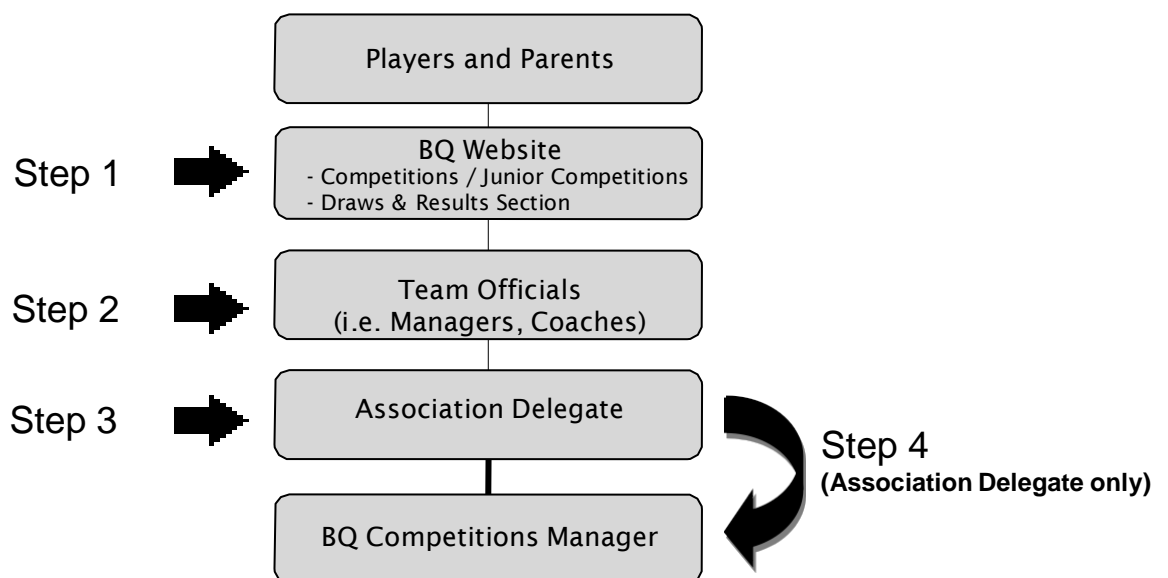 Players and Parents
Step 1
BQ Website
- Competitions / Junior Competitions
- Draws & Results Section
Step 2
Team Officials
(i.e. Managers, Coaches)
Step 3
Association Delegate
Step 4
(Association Delegate only)
BQ Competitions Manager